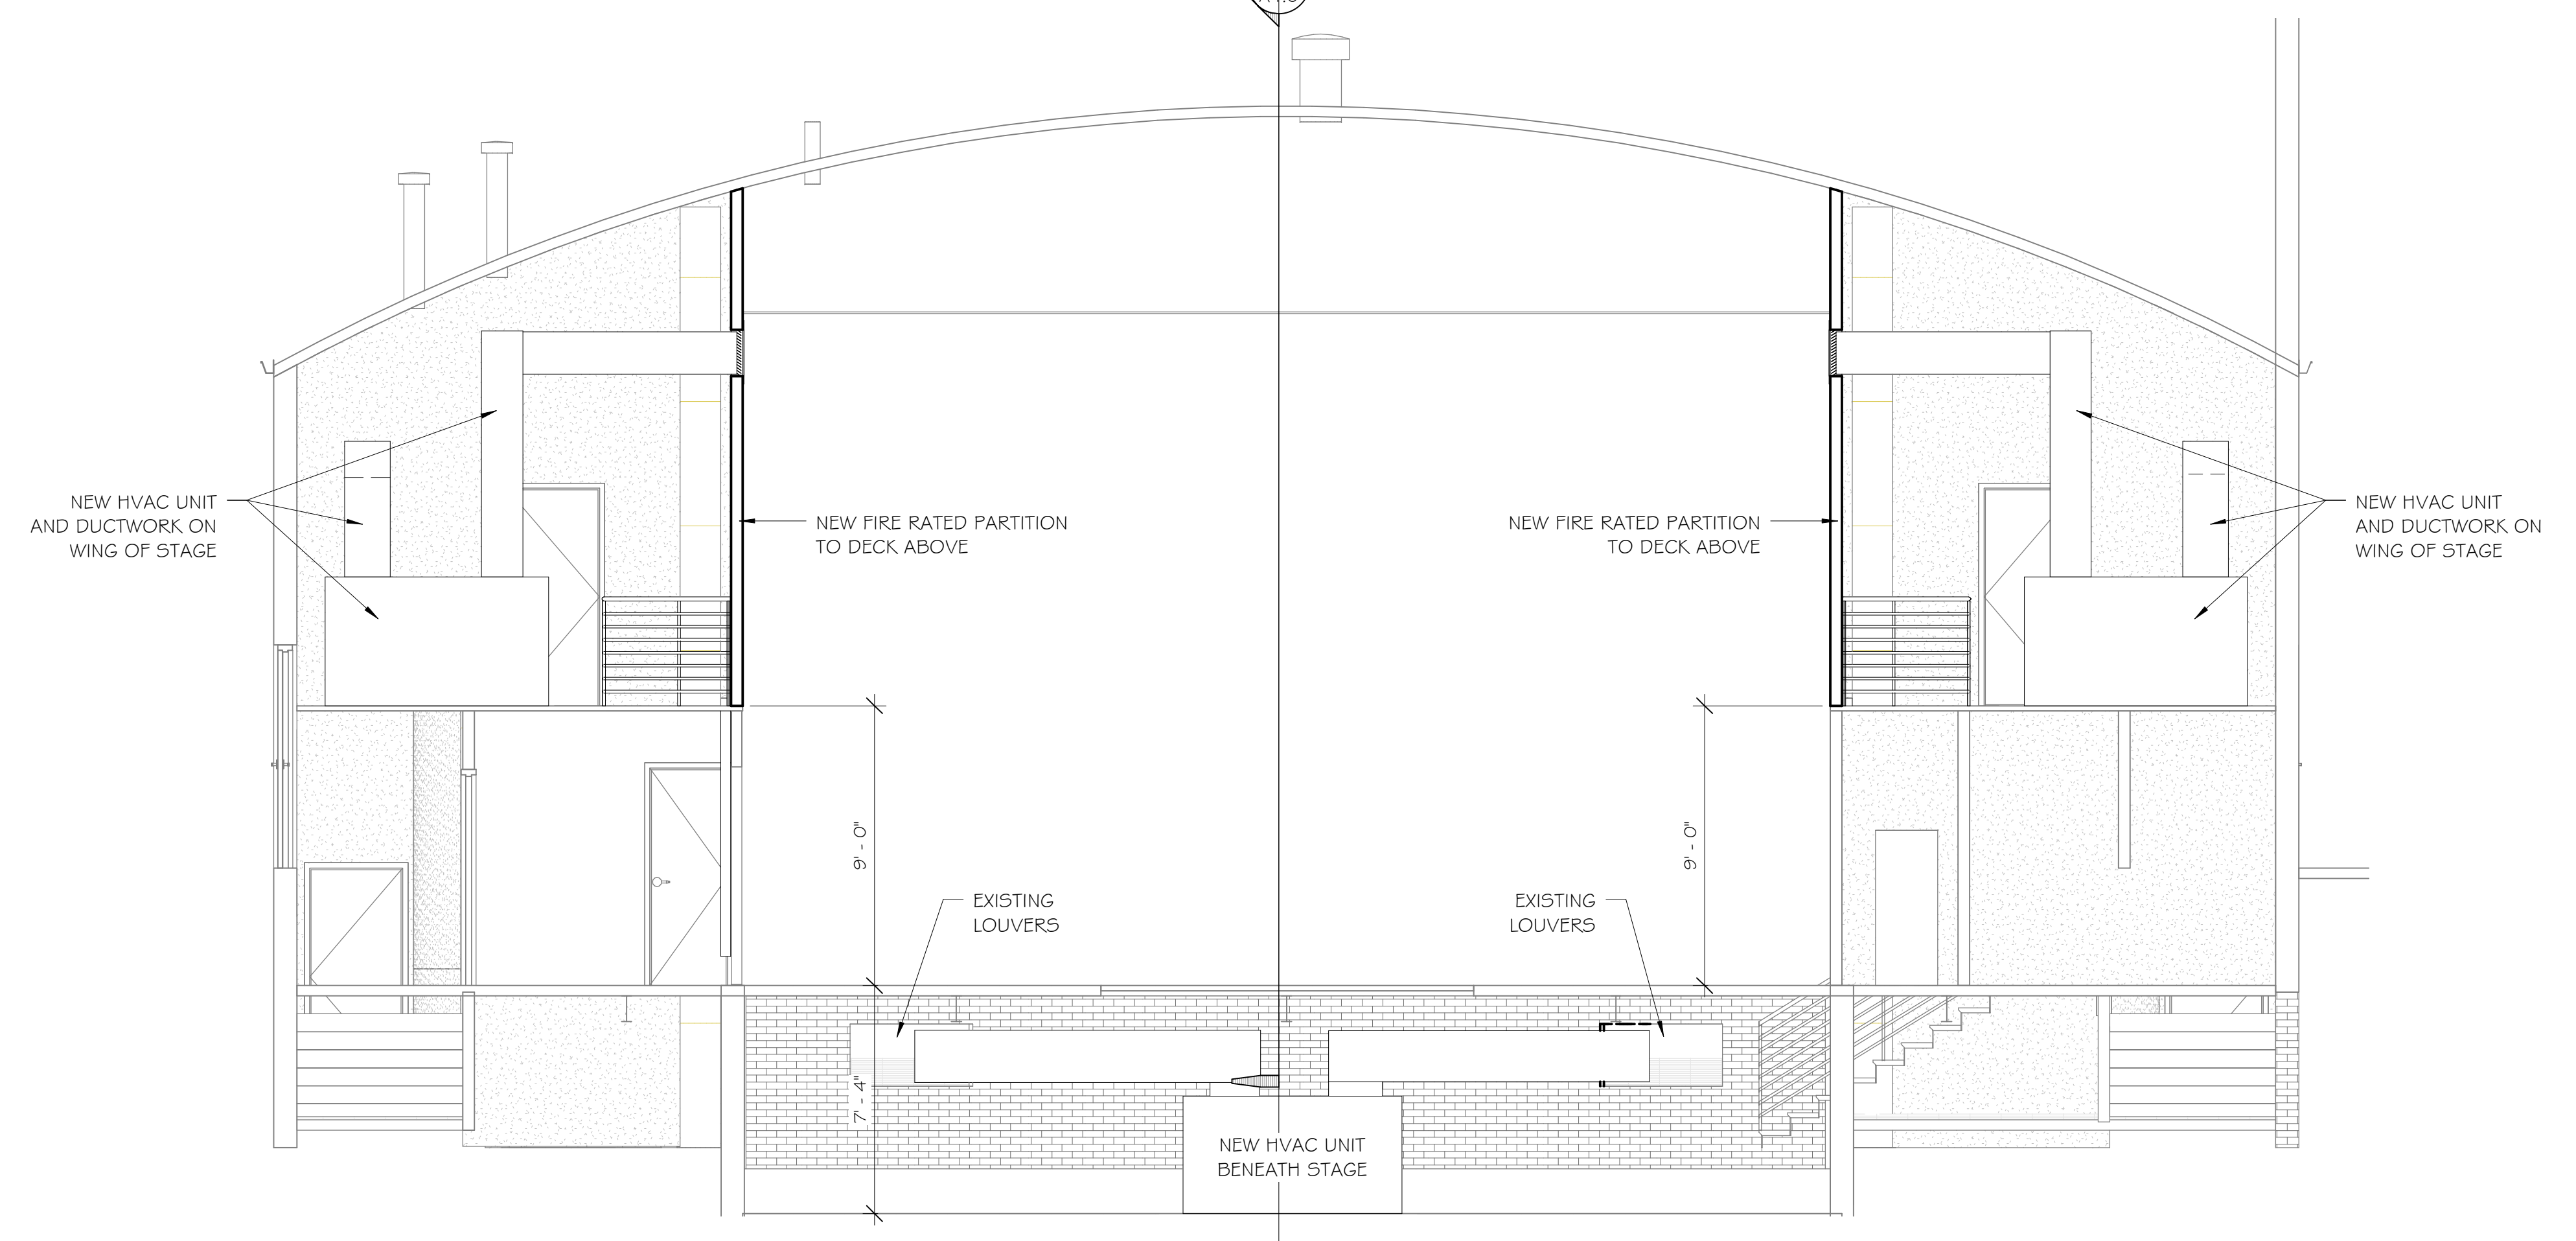 NEW HVAC UNIT
AND DUCTWORK ON
WING OF STAGE
NEW FIRE RATED PARTITION
TO DECK ABOVE
NEW FIRE RATED PARTITION
TO DECK ABOVE
NEW HVAC UNIT
AND DUCTWORK ON
WING OF STAGE
9' - 0"
9' - 0"
EXISTING
LOUVERS
EXISTING
LOUVERS
7' - 4"
NEW HVAC UNIT
BENEATH STAGE